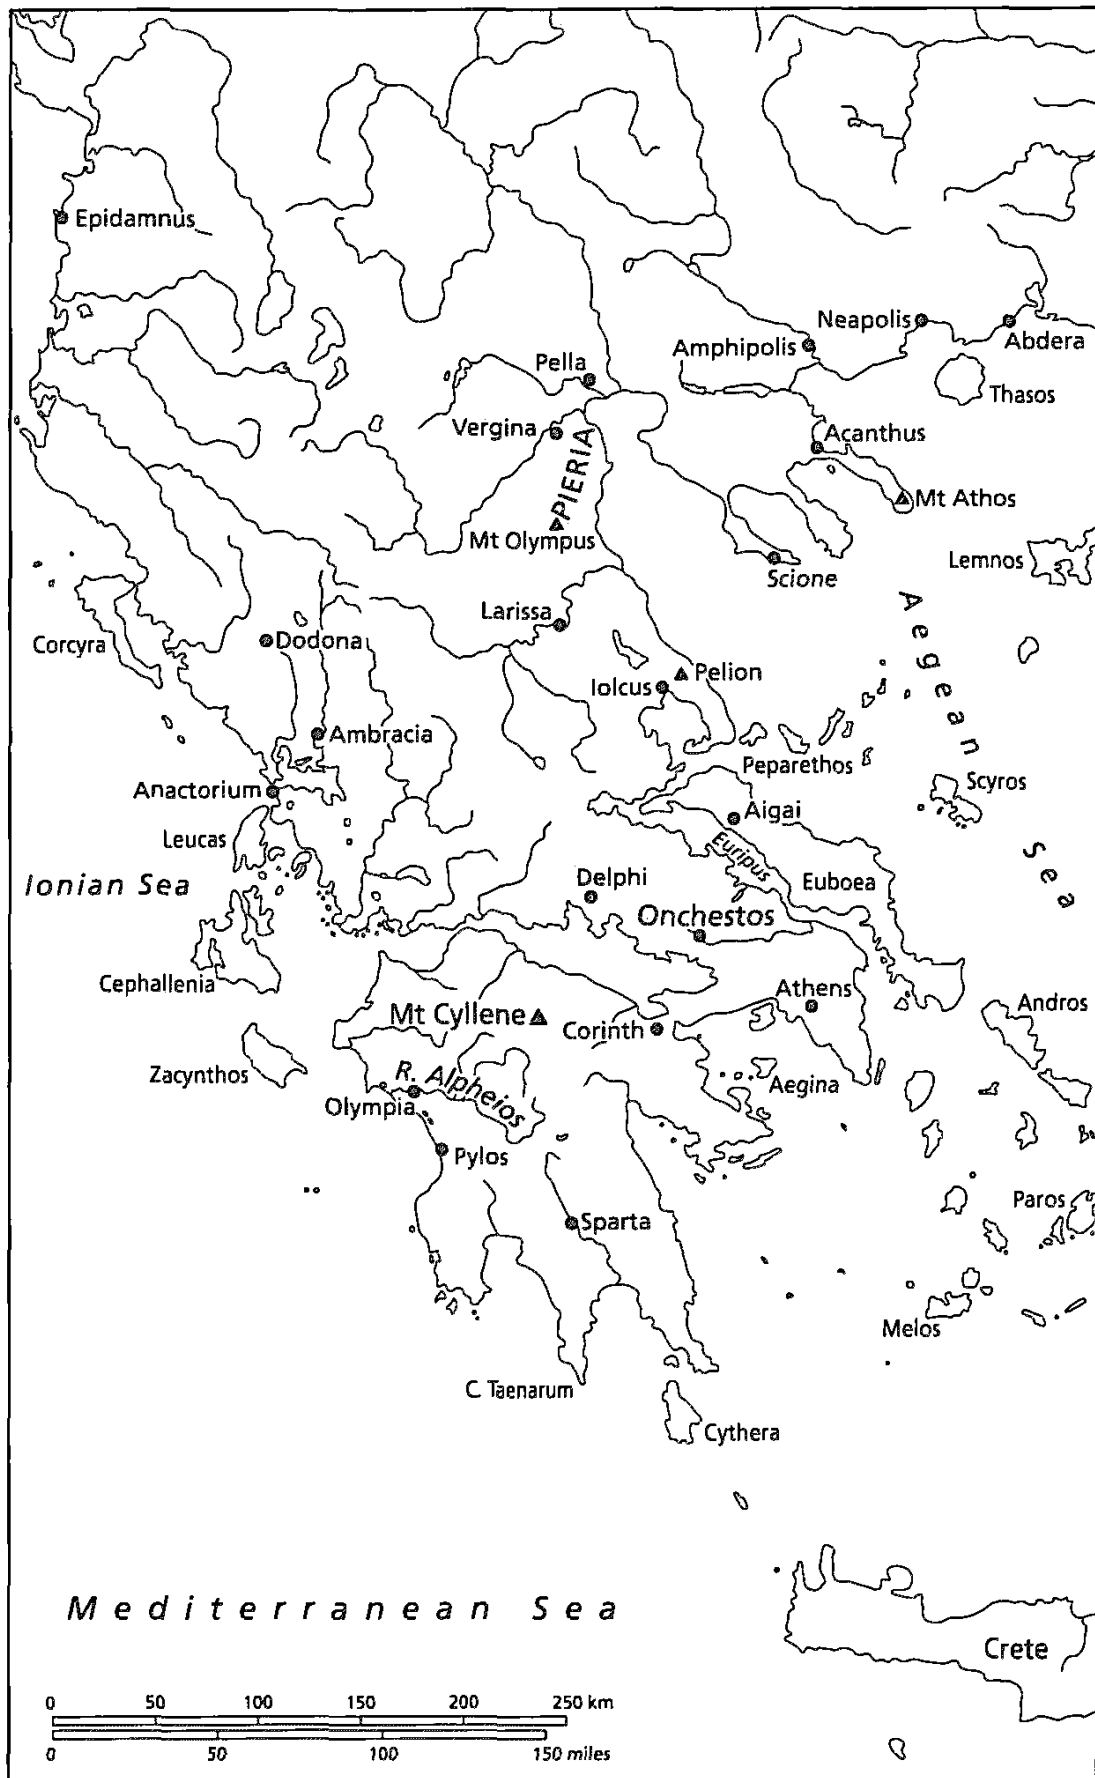 Epidamnus
Neapolis
Abdera
Amphipolis
Pella
Thasos
Vergina
PIERIA
Acanthus
Mt Athos
Mt Olympus
Lemnos
Scione
Aegean Sea
Larissa
Corcyra
Dodona
Pelion
Iolcus
Ambracia
Peparethos
Scyros
Anactorium
Aigai
Leucas
Euripus
Ionian Sea
Delphi
Euboea
Onchestos
Cephallenia
Athens
Andros
Mt Cyllene
Corinth
Zacynthos
R. Alpheios
Aegina
Olympia
Pylos
Paros
Sparta
Melos
C. Taenarum
Cythera
Mediterranean Sea
Crete
0 50 100 150 200 250 km
0 50 100 150 miles